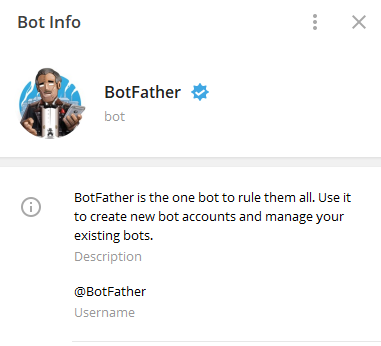 Bot Info
BotFather
bot
BotFather is the one bot to rule them all. Use it
to create new bot accounts and manage your
existing bots.
Description
@BotFather
Username